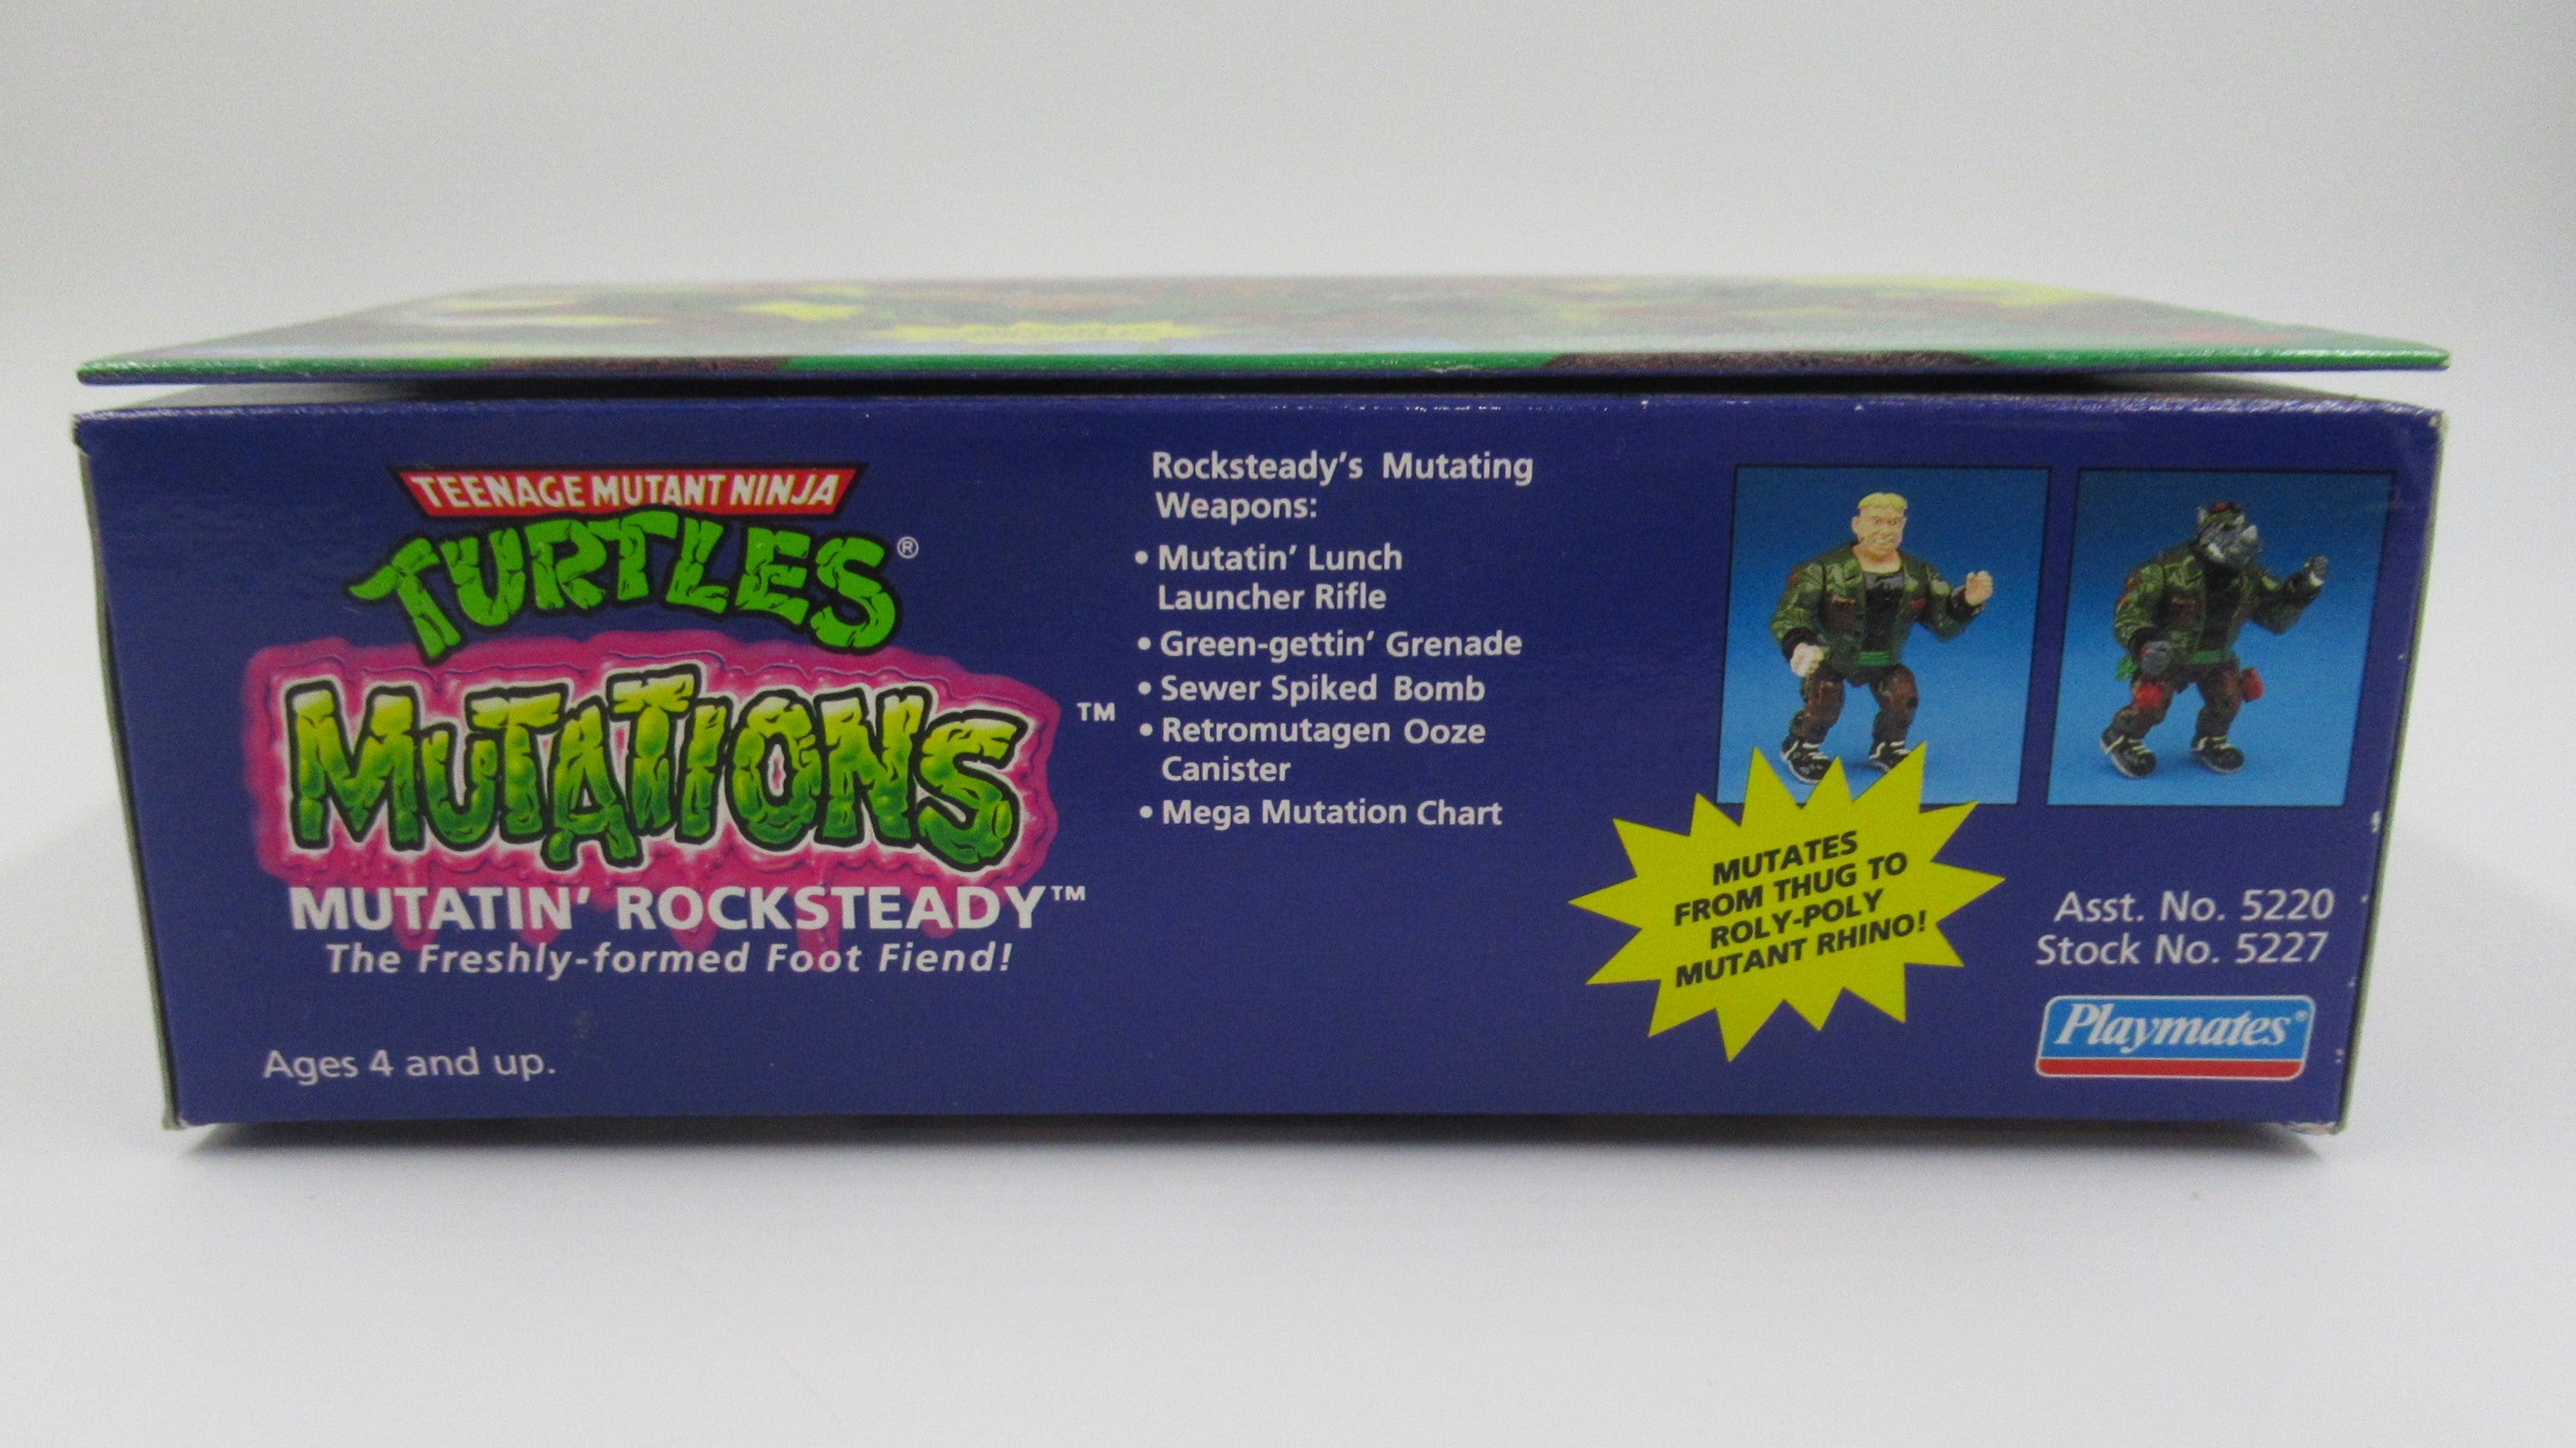 TEENAGE MUTANT NINJA
TURTLES®
MUTATIONS™
MUTATIN' ROCKSTEADY™
The Freshly-formed Foot Fiend!
Ages 4 and up.
Rocksteady's Mutating
Weapons:
• Mutatin' Lunch
Launcher Rifle
• Green-gettin' Grenade
• Sewer Spiked Bomb
• Retromutagen Ooze
Canister
• Mega Mutation Chart
MUTATES
FROM THUG TO
ROLY-POLY
MUTANT RHINO!
Asst. No. 5220
Stock No. 5227
Playmates®